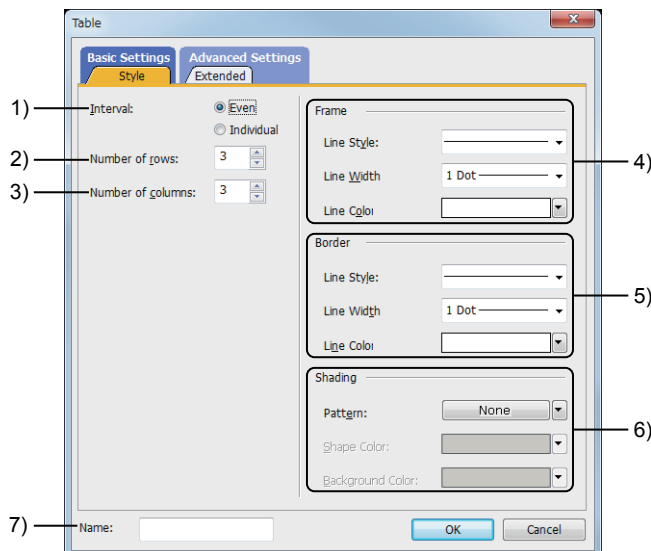 Table
Basic Settings Advanced Settings
Style Extended
1) Interval: Even
Individual
2) Number of rows: 3
3) Number of columns: 3
Frame
Line Style:
Line Width 1 Dot
Line Color
4)
Border
Line Style:
Line Width 1 Dot
Line Color
5)
Shading
Pattern: None
Shape Color:
Background Color:
6)
7) Name:
OK Cancel